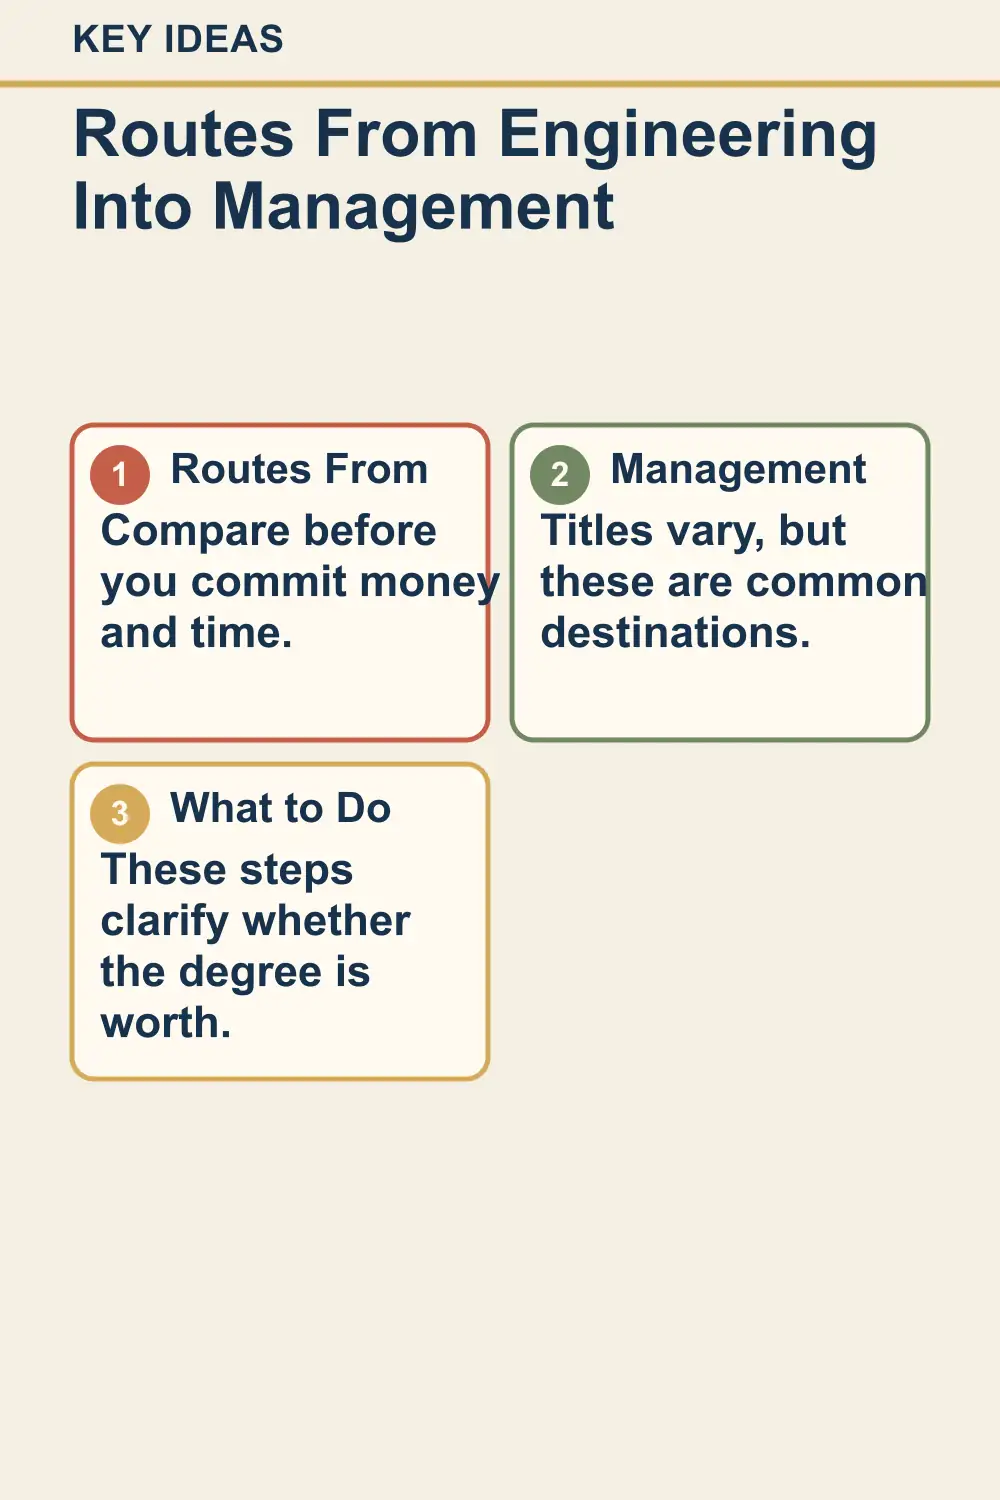 KEY IDEAS
Routes From Engineering
Into Management
1 Routes From
Compare before
you commit money
and time.
2 Management
Titles vary, but
these are common
destinations.
3 What to Do
These steps
clarify whether
the degree is
worth.